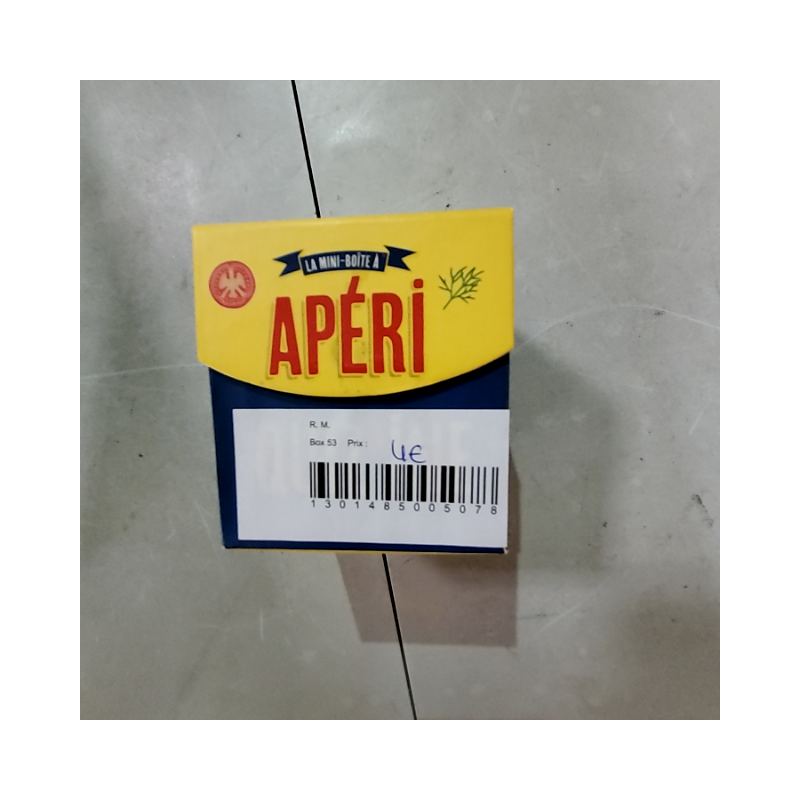 LA MINI-BOÎTE À
APÉRi
R. M.
Box 53 Prix : 4€
1301485005078